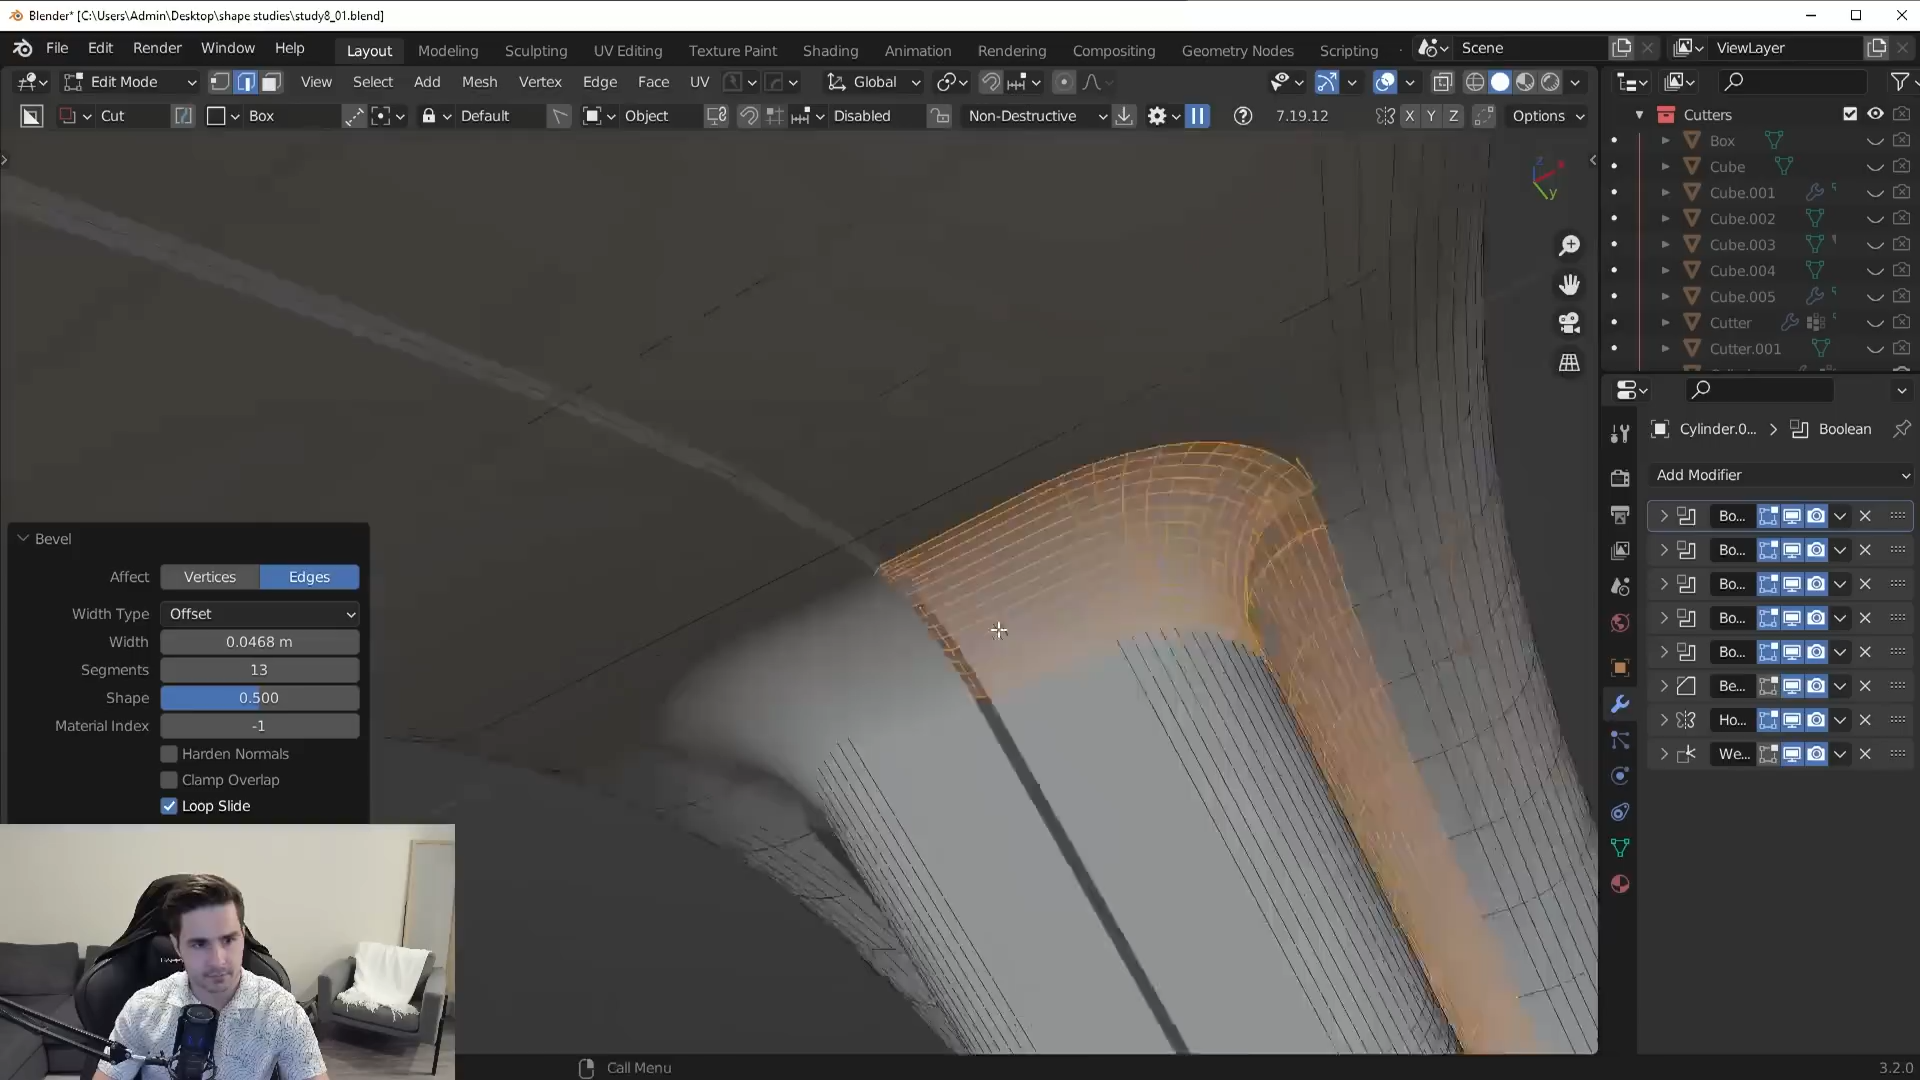 Blender* [C:\Users\Admin\Desktop\shape studies\study8_01.blend]
File Edit Render Window Help Layout Modeling Sculpting UV Editing Texture Paint Shading Animation Rendering Compositing Geometry Nodes Scripting Scene ViewLayer
Edit Mode View Select Add Mesh Vertex Edge Face UV Global
Cut Box Default Object Disabled Non-Destructive 7.19.12 X Y Z Options
Cutters
Box
Cube
Cube.001
Cube.002
Cube.003
Cube.004
Cube.005
Cutter
Cutter.001
Z
X
y
Cylinder.0... Boolean
Add Modifier
Bo...
Bo...
Bo...
Bo...
Bo...
Be...
Ho...
We...
Bevel
Affect Vertices Edges
Width Type Offset
Width 0.0468 m
Segments 13
Shape 0.500
Material Index -1
Harden Normals
Clamp Overlap
Loop Slide
Call Menu
3.2.0